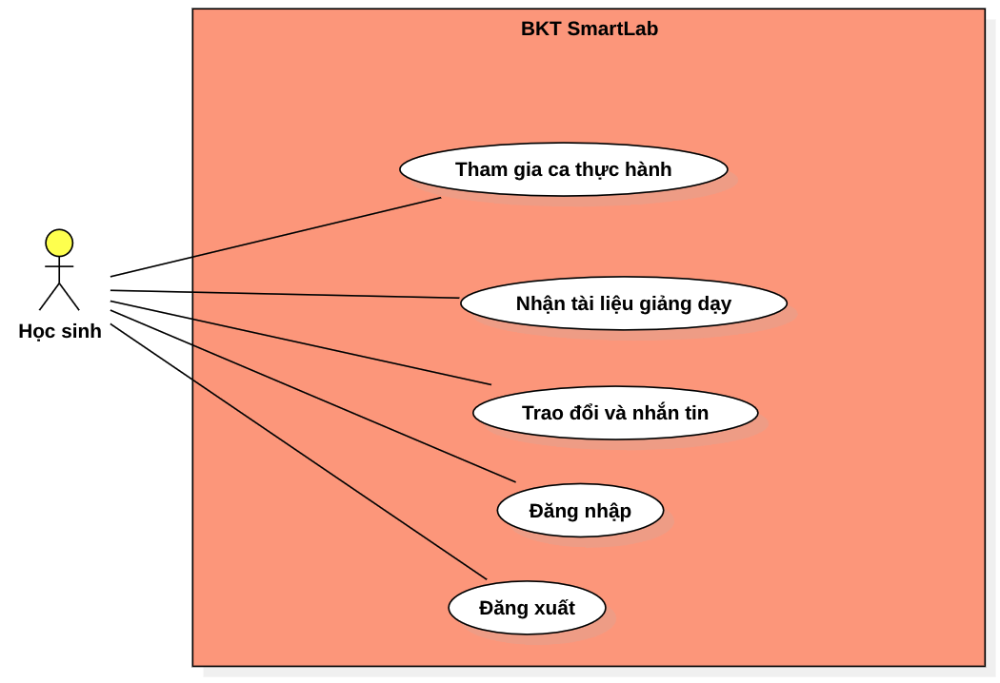 BKT SmartLab
Tham gia ca thực hành
Nhận tài liệu giảng dạy
Học sinh
Trao đổi và nhắn tin
Đăng nhập
Đăng xuất